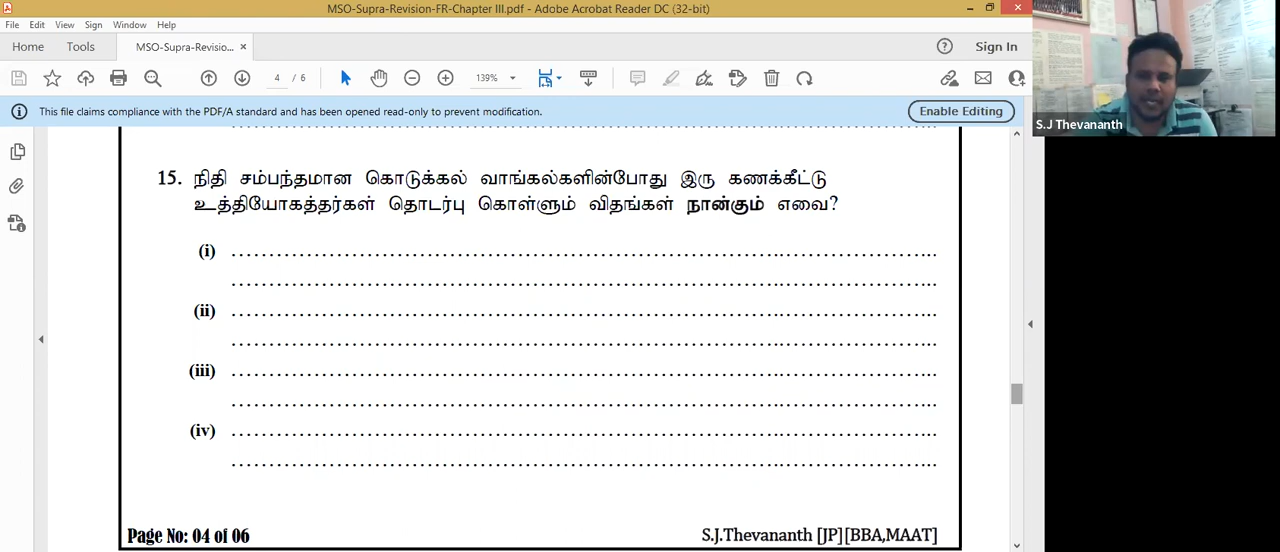 MSO-Supra-Revision-FR-Chapter III.pdf - Adobe Acrobat Reader DC (32-bit)
File Edit View Sign Window Help
Home Tools MSO-Supra-Revisio... × Sign In
4 / 6 139%
This file claims compliance with the PDF/A standard and has been opened read-only to prevent modification. Enable Editing
S.J Thevananth
15. நிதி சம்பந்தமான கொடுக்கல் வாங்கல்களின்போது இரு கணக்கீட்டு
உத்தியோகத்தர்கள் தொடர்பு கொள்ளும் விதங்கள் நான்கும் எவை?
(i) ……………………………………………………………………………
……………………………………………………………………………
(ii) ……………………………………………………………………………
……………………………………………………………………………
(iii) ……………………………………………………………………………
……………………………………………………………………………
(iv) ……………………………………………………………………………
……………………………………………………………………………
Page No: 04 of 06 S.J.Thevananth [JP][BBA,MAAT]